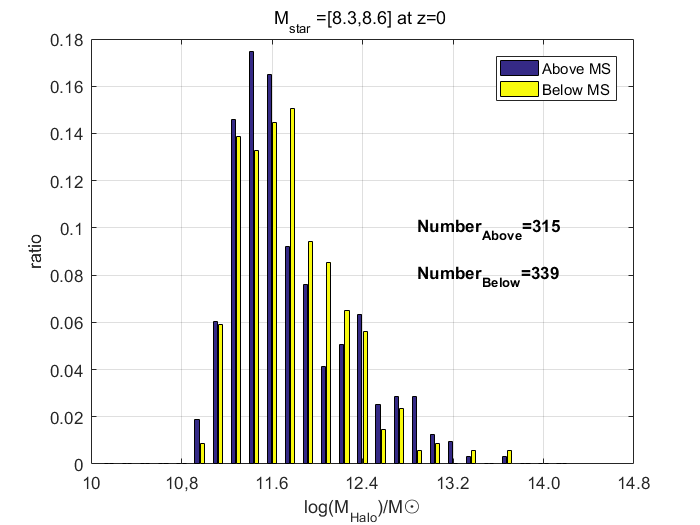 M_star =[8.3,8.6] at z=0
0.18
Above MS
0.16
Below MS
0.14
0.12
0.1
Number_Above=315
ratio
0.08
Number_Below=339
0.06
0.04
0.02
0
10 10,8 11.6 12.4 13.2 14.0 14.8
log(M_Halo)/M☉